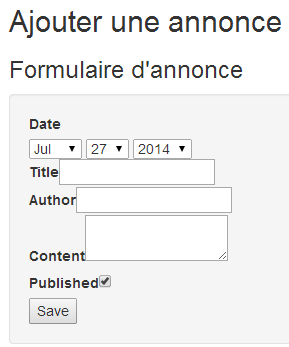 Ajouter une annonce
Formulaire d'annonce
Date
Jul 27 2014
Title
Author
Content
Published
Save